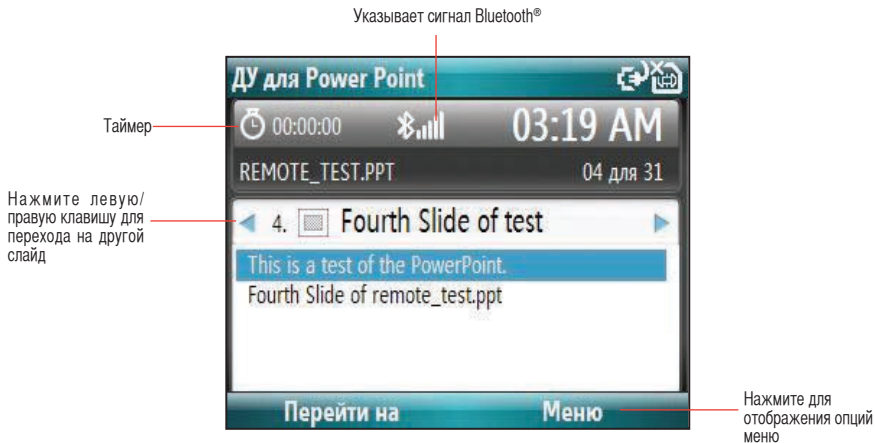 Указывает сигнал Bluetooth®
ДУ для Power Point
Таймер
00:00:00
03:19 AM
REMOTE_TEST.PPT
04 для 31
Нажмите левую/
правую клавишу для
перехода на другой
слайд
4. Fourth Slide of test
This is a test of the PowerPoint.
Fourth Slide of remote_test.ppt
Перейти на
Меню
Нажмите для
отображения опций
меню